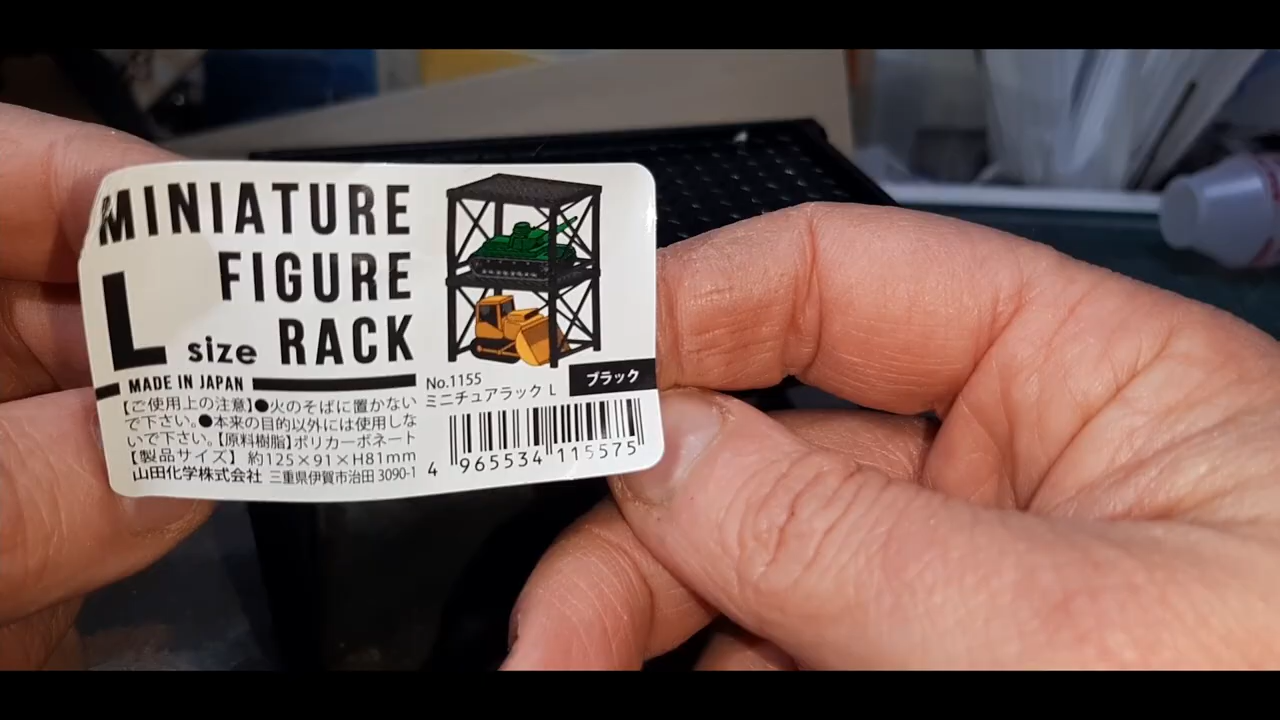 MINIATURE
FIGURE
L size RACK
MADE IN JAPAN
【ご使用上の注意】●火のそばに置かない
で下さい。●本来の目的以外には使用しな
いで下さい。【原料樹脂】ポリカーボネート
【製品サイズ】 約125×91×H81mm
山田化学株式会社 三重県伊賀市治田 3090-1
No.1155
ミニチュアラック L
ブラック
4 965534 115575